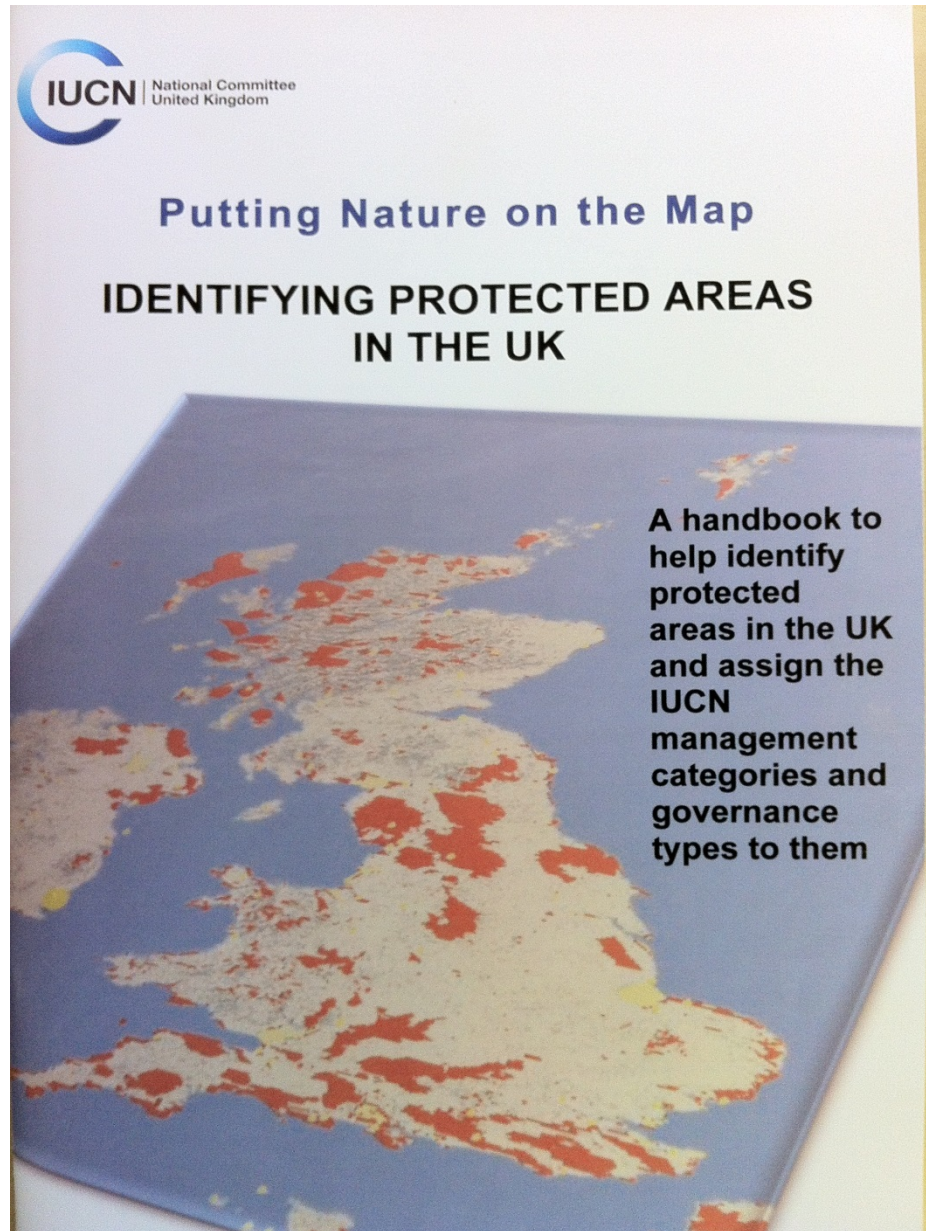 IUCN
National Committee
United Kingdom
Putting Nature on the Map
IDENTIFYING PROTECTED AREAS
IN THE UK
A handbook to
help identify
protected
areas in the UK
and assign the
IUCN
management
categories and
governance
types to them